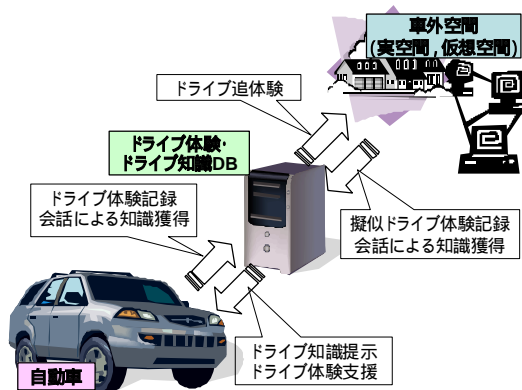 車外空間
(実空間,仮想空間)
ドライブ追体験
ドライブ体験・
ドライブ知識DB
ドライブ体験記録
会話による知識獲得
擬似ドライブ体験記録
会話による知識獲得
自動車
ドライブ知識提示
ドライブ体験支援